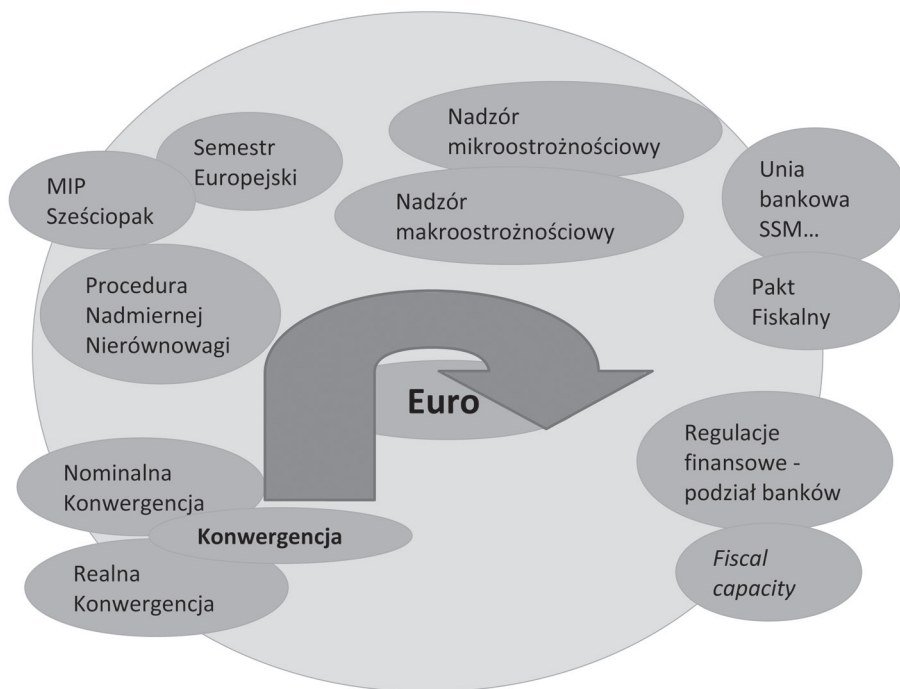 Nadzór
mikroostrożnościowy
Semestr
Europejski
MIP
Sześciopak
Nadzór
makroostrożnościowy
Unia
bankowa
SSM...
Procedura
Nadmiernej
Nierównowagi
Pakt
Fiskalny
Euro
Regulacje
finansowe -
podział banków
Nominalna
Konwergencja
Konwergencja
Realna
Konwergencja
Fiscal
capacity